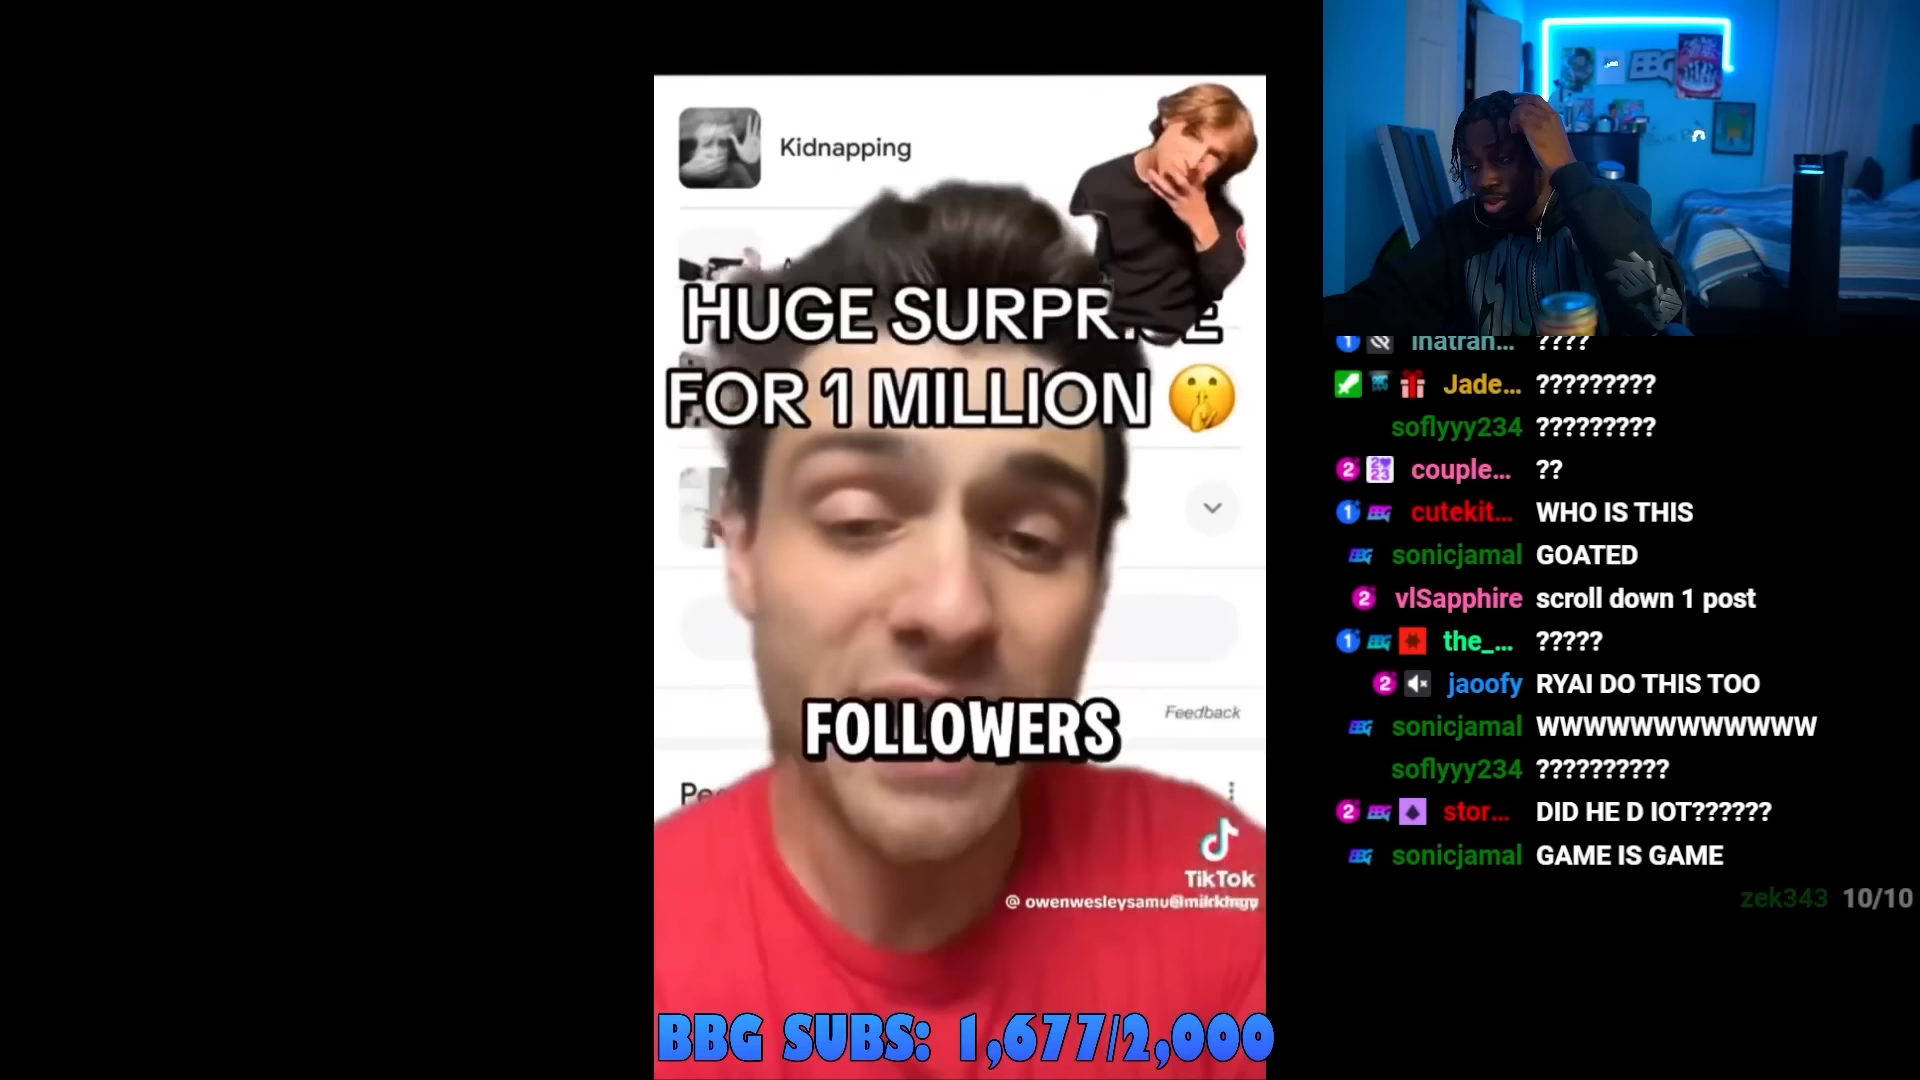 Kidnapping
HUGE SURPR
FOR 1 MILLION 🤫
FOLLOWERS
Feedback
TikTok
BBG SUBS: 1,677/2,000
BBG
????
Jade... ?????????
soflyyy234 ?????????
couple... ??
cutekit... WHO IS THIS
sonicjamal GOATED
vlSapphire scroll down 1 post
the_... ?????
jaoofy RYAI DO THIS TOO
sonicjamal WWWWWWWWWWWW
soflyyy234 ??????????
stor... DID HE D IOT??????
sonicjamal GAME IS GAME
zek343 10/10